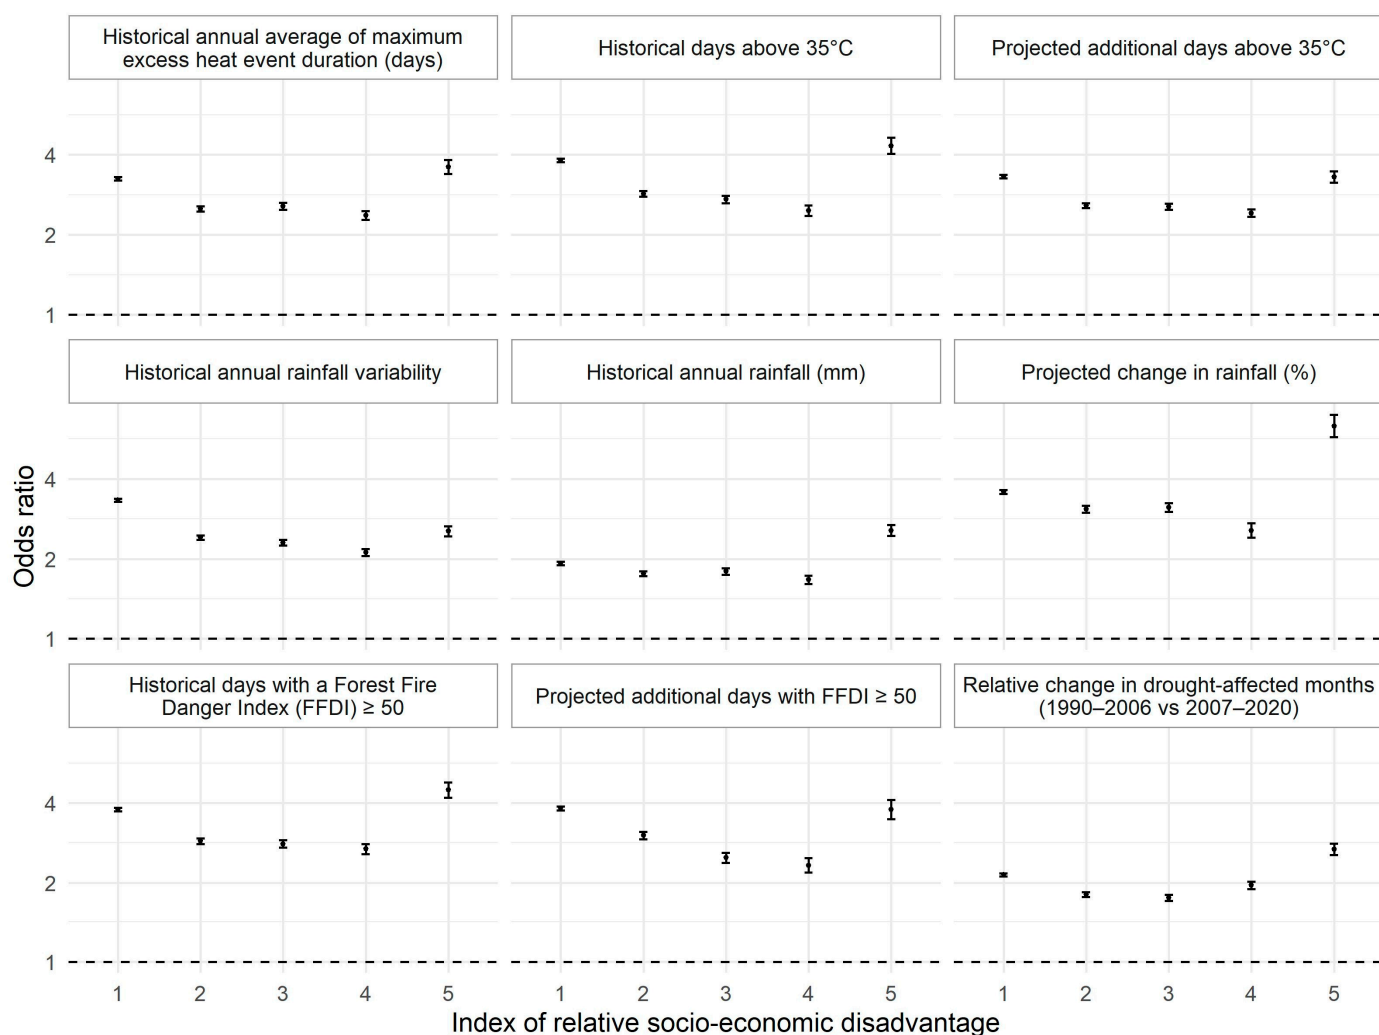 Historical annual average of maximum
excess heat event duration (days)
Historical days above 35°C
Projected additional days above 35°C
4
2
1
Historical annual rainfall variability
Historical annual rainfall (mm)
Projected change in rainfall (%)
4
2
1
Odds ratio
Historical days with a Forest Fire
Danger Index (FFDI) ≥ 50
Projected additional days with FFDI ≥ 50
Relative change in drought-affected months
(1990–2006 vs 2007–2020)
4
2
1
1 2 3 4 5
1 2 3 4 5
1 2 3 4 5
Index of relative socio-economic disadvantage